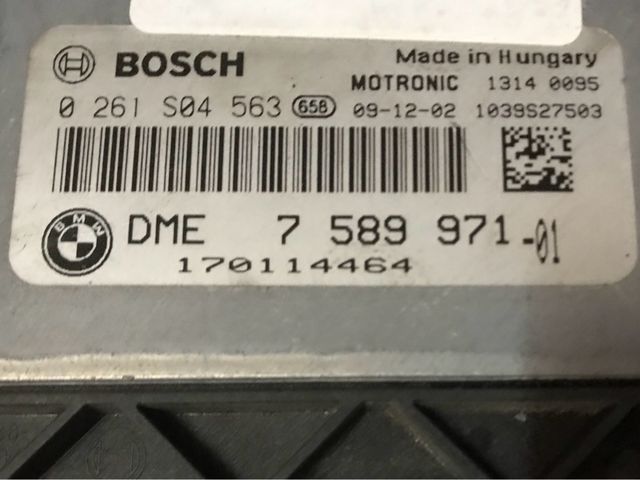 BOSCH
Made in Hungary
MOTRONIC 1314 0095
0 261 S04 563 658 09-12-02 1039S27503
BMW
DME 7 589 971-01
170114464